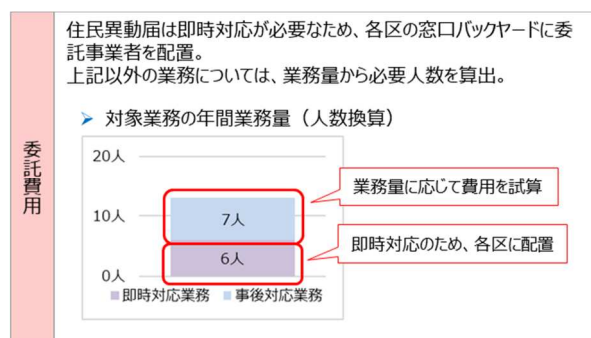 委託費用
住民異動届は即時対応が必要なため、各区の窓口バックヤードに委
託事業者を配置。
上記以外の業務については、業務量から必要人数を算出。
➢ 対象業務の年間業務量（人数換算）
20人
10人
0人
7人
6人
業務量に応じて費用を試算
即時対応のため、各区に配置
■即時対応業務 ■事後対応業務